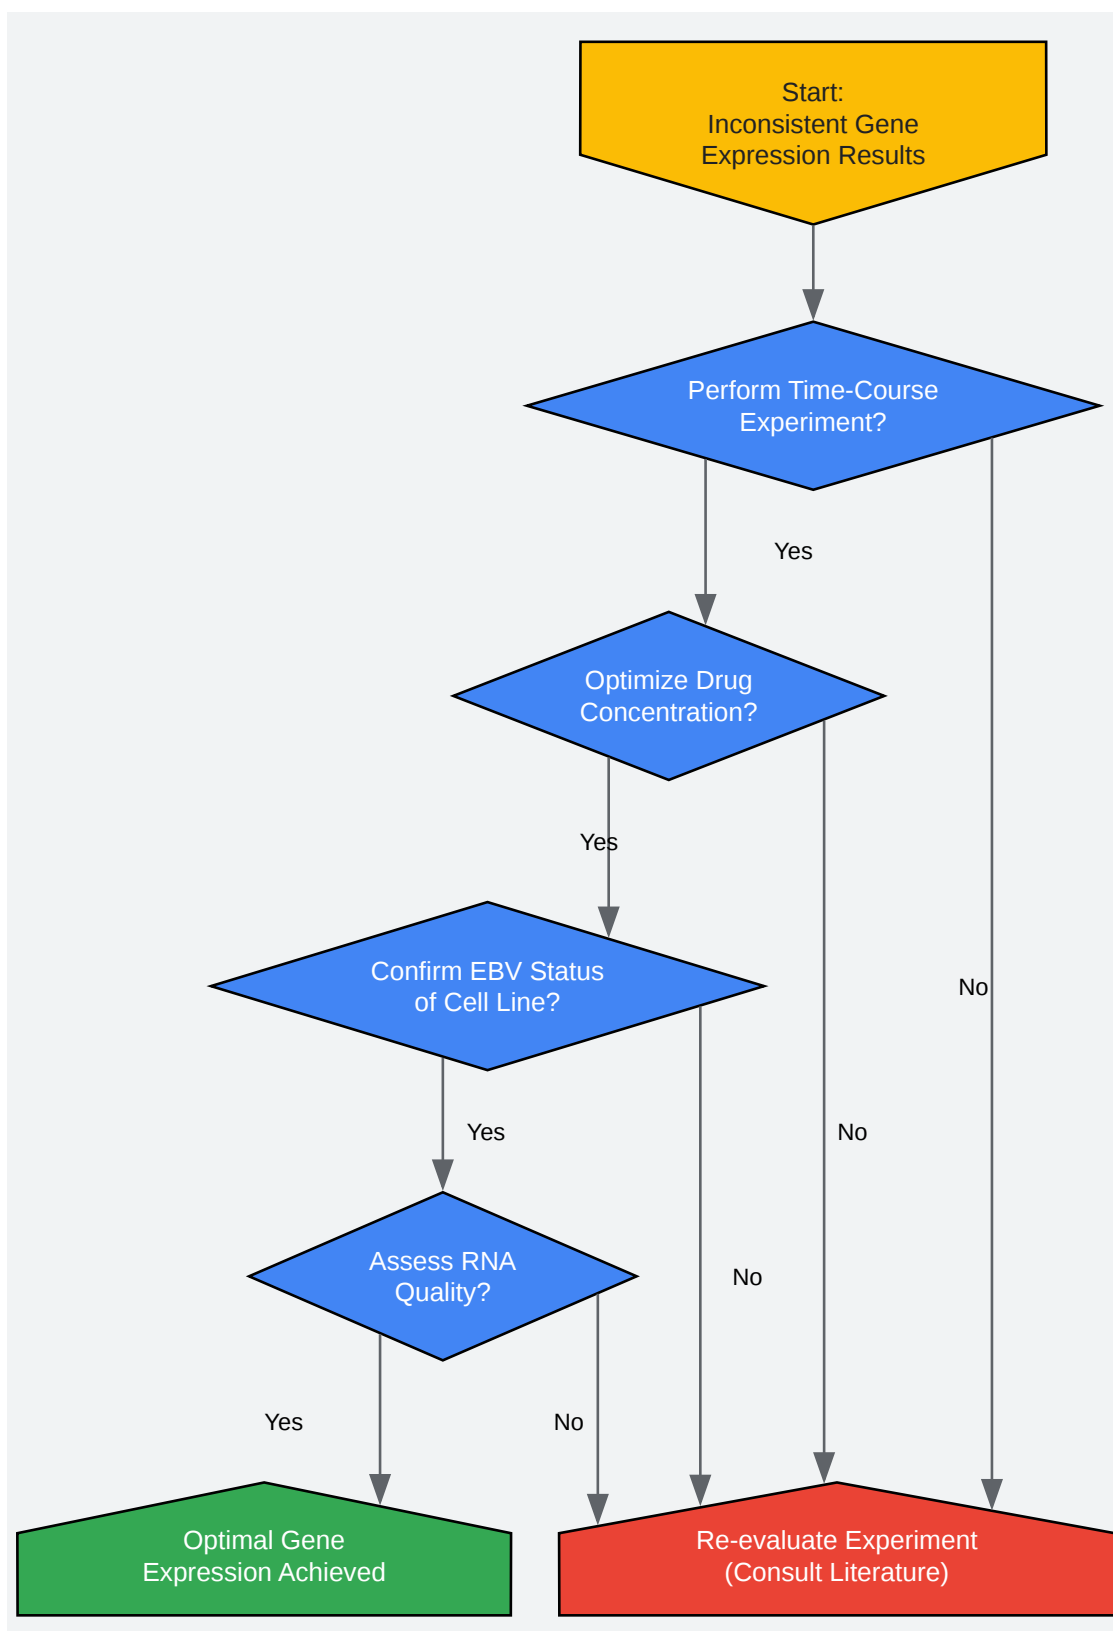 Start:
Inconsistent Gene
Expression Results
Perform Time-Course
Experiment?
Yes
Optimize Drug
Concentration?
Yes
Confirm EBV Status
of Cell Line?
No
Yes
No
Assess RNA
Quality?
No
Yes
No
Optimal Gene
Expression Achieved
Re-evaluate Experiment
(Consult Literature)